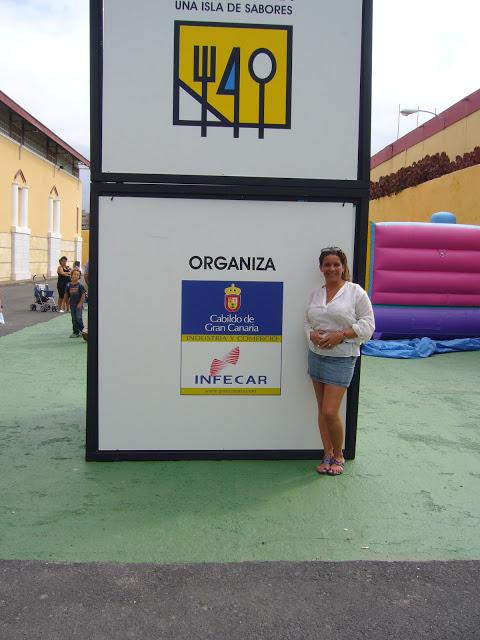 UNA ISLA DE SABORES
ORGANIZA
Cabildo de
Gran Canaria
INDUSTRIA Y COMERCIO
INFECAR